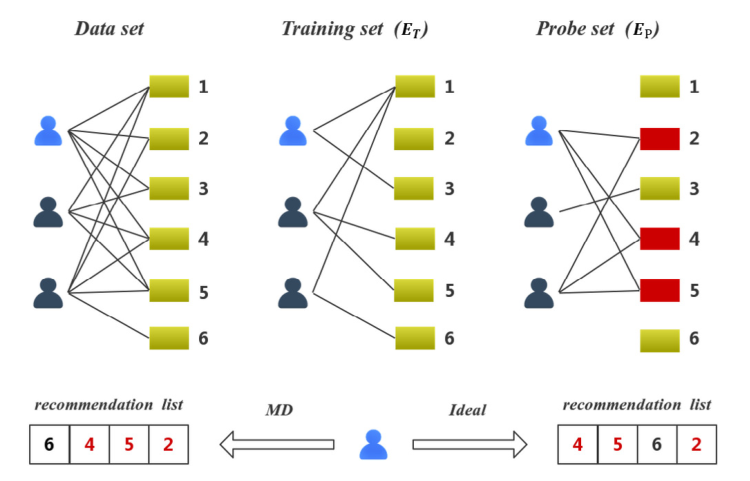 Data set
Training set (E_T)
Probe set (E_P)
1
2
3
4
5
6
1
2
3
4
5
6
1
2
3
4
5
6
recommendation list
6 4 5 2
MD
Ideal
recommendation list
4 5 6 2